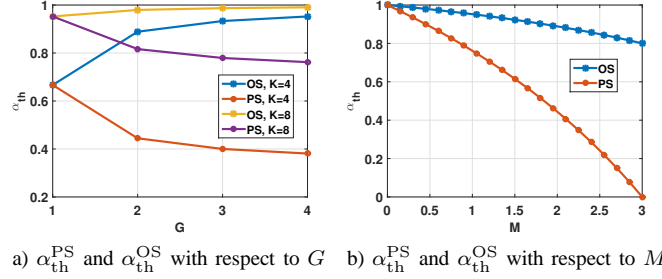 1
0.8
0.6
0.4
0.2
α_th
OS, K=4
PS, K=4
OS, K=8
PS, K=8
1 2 3 4
G
1
0.8
0.6
0.4
0.2
0
α_th
OS
PS
0 0.5 1 1.5 2 2.5 3
M
a) α_th^PS and α_th^OS with respect to G
b) α_th^PS and α_th^OS with respect to M